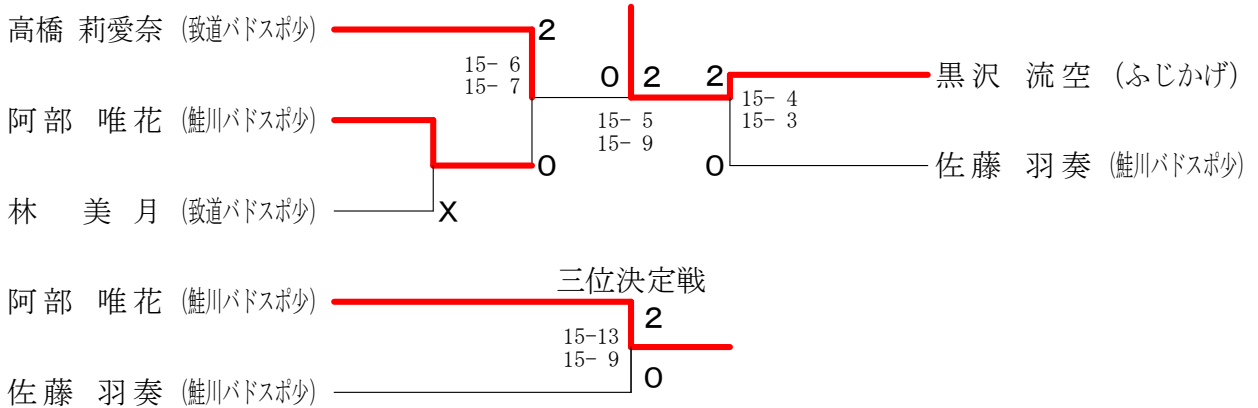 高橋 莉愛奈 (致道バドスポ少)
2
15- 6
15- 7
0 2 2
黒沢 流空 (ふじかげ)
15- 4
15- 3
阿部 唯花 (鮭川バドスポ少)
15- 5
15- 9
0
0
佐藤 羽奏 (鮭川バドスポ少)
林 美月 (致道バドスポ少)
X
三位決定戦
阿部 唯花 (鮭川バドスポ少)
2
15-13
15- 9
0
佐藤 羽奏 (鮭川バドスポ少)